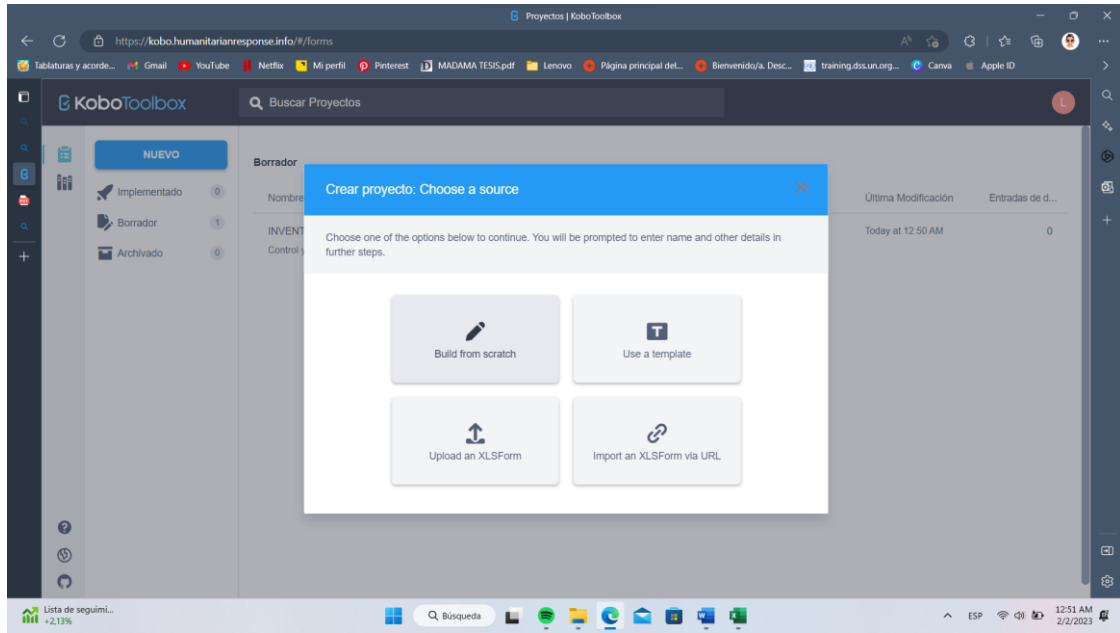 Proyectos | KoboToolbox
https://kobo.humanitarianresponse.info/#/forms
Tablaturas y acorde... Gmail YouTube Netflix Mi perfil Pinterest MADAMA TESIS.pdf Lenovo Página principal del... Bienvenido/a. Desc... training.dss.un.org... Canva Apple ID
KoboToolbox
Buscar Proyectos
L
NUEVO
Implementado 0
Borrador 1
Archivado 0
Borrador
Nombre
Última Modificación
Entradas de d...
INVENT
Control y
Today at 12:50 AM
0
Crear proyecto: Choose a source
Choose one of the options below to continue. You will be prompted to enter name and other details in
further steps.
Build from scratch
Use a template
Upload an XLSForm
Import an XLSForm via URL
Lista de seguimi...
+2,13%
Búsqueda
ESP
12:51 AM
2/2/2023